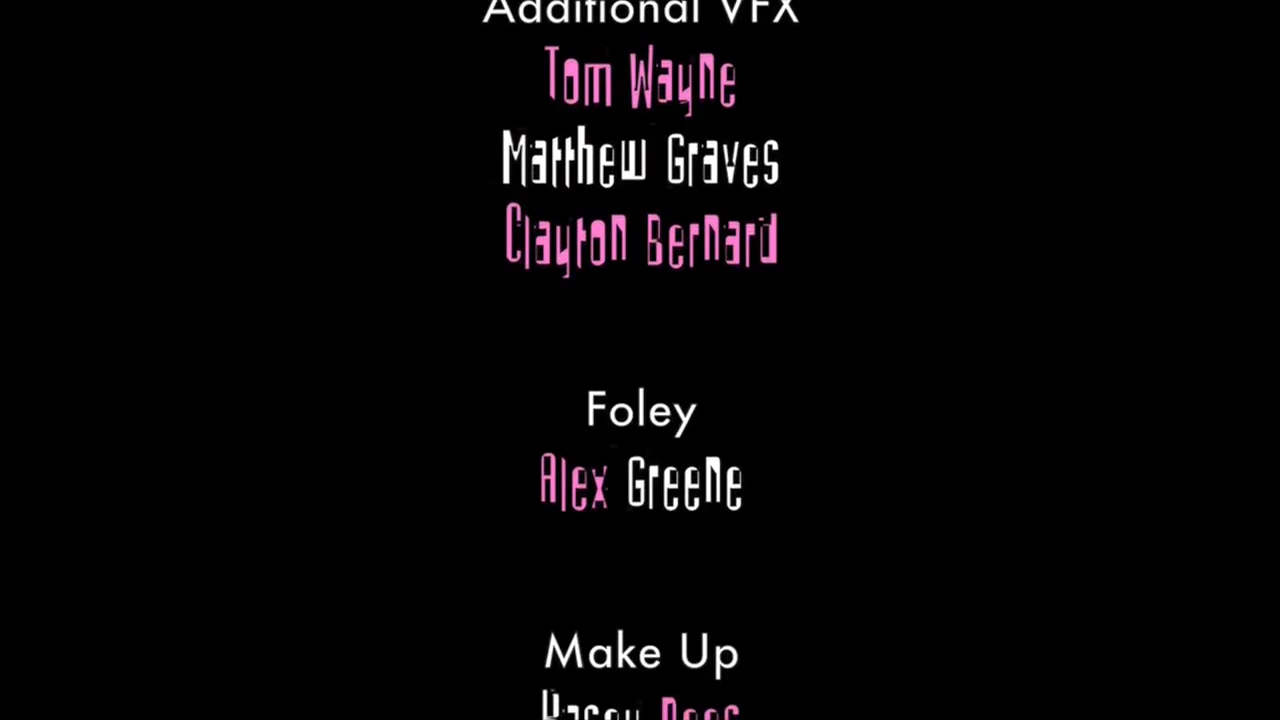 Additional VFX
Tom Wayne
Matthew Graves
Clayton Bernard
Foley
Alex Greene
Make Up